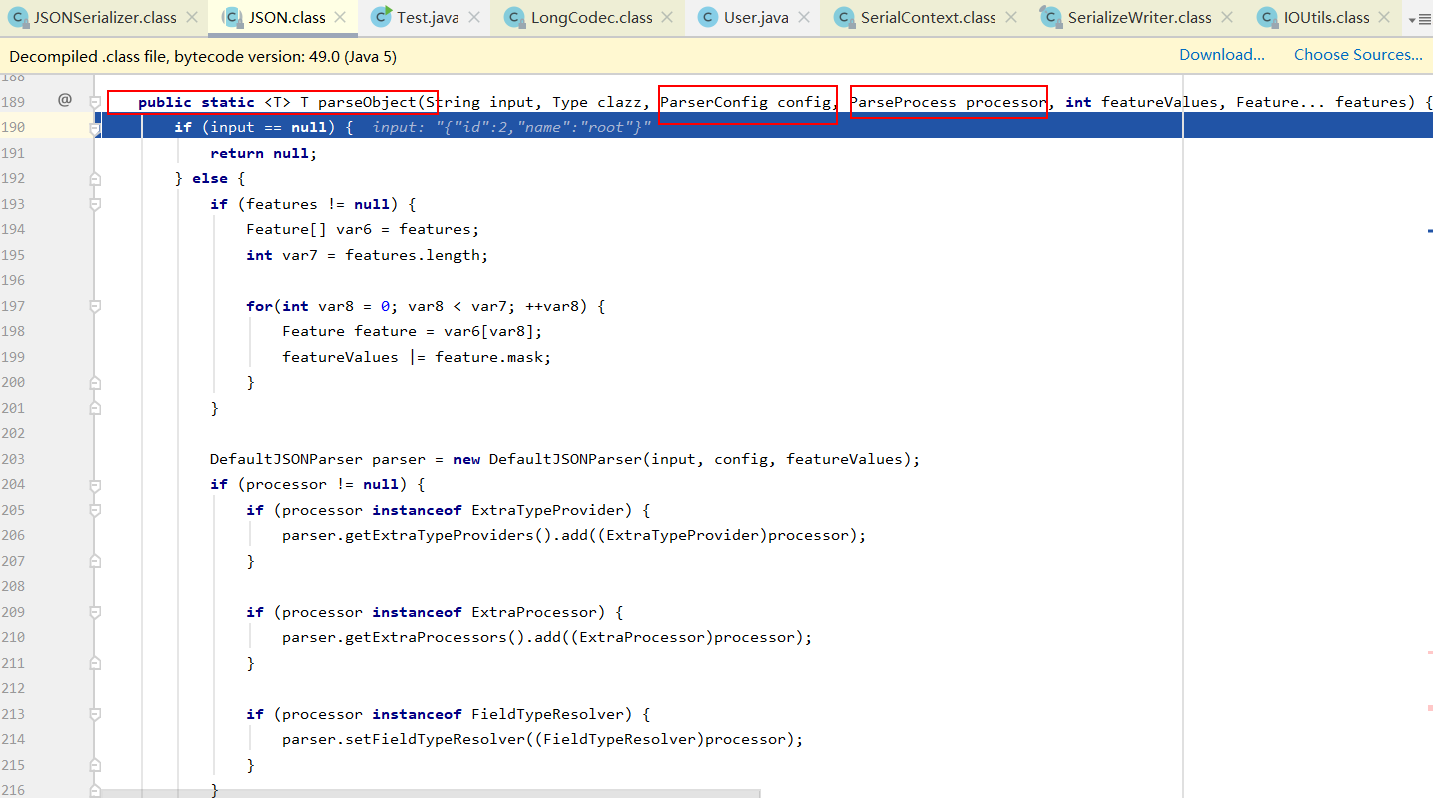 JSONSerializer.class JSON.class Test.java LongCodec.class User.java SerialContext.class SerializeWriter.class IOUtils.class
Decompiled .class file, bytecode version: 49.0 (Java 5) Download... Choose Sources...
188
189 @ public static <T> T parseObject(String input, Type clazz, ParserConfig config, ParseProcess processor, int featureValues, Feature... features) {
190 if (input == null) { input: "{"id":2,"name":"root"}"
191 return null;
192 } else {
193 if (features != null) {
194 Feature[] var6 = features;
195 int var7 = features.length;
196
197 for(int var8 = 0; var8 < var7; ++var8) {
198 Feature feature = var6[var8];
199 featureValues |= feature.mask;
200 }
201 }
202
203 DefaultJSONParser parser = new DefaultJSONParser(input, config, featureValues);
204 if (processor != null) {
205 if (processor instanceof ExtraTypeProvider) {
206 parser.getExtraTypeProviders().add((ExtraTypeProvider)processor);
207 }
208
209 if (processor instanceof ExtraProcessor) {
210 parser.getExtraProcessors().add((ExtraProcessor)processor);
211 }
212
213 if (processor instanceof FieldTypeResolver) {
214 parser.setFieldTypeResolver((FieldTypeResolver)processor);
215 }
216 }